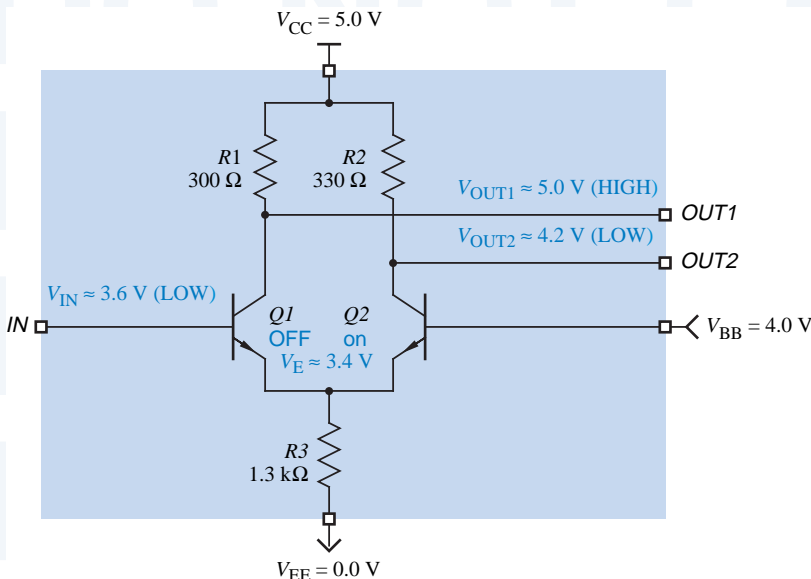 VCC = 5.0 V
R1
300 Ω
R2
330 Ω
VOUT1 ≈ 5.0 V (HIGH)
OUT1
VOUT2 ≈ 4.2 V (LOW)
OUT2
VIN ≈ 3.6 V (LOW)
IN
Q1
OFF
Q2
on
VE ≈ 3.4 V
VBB = 4.0 V
R3
1.3 kΩ
VEE = 0.0 V